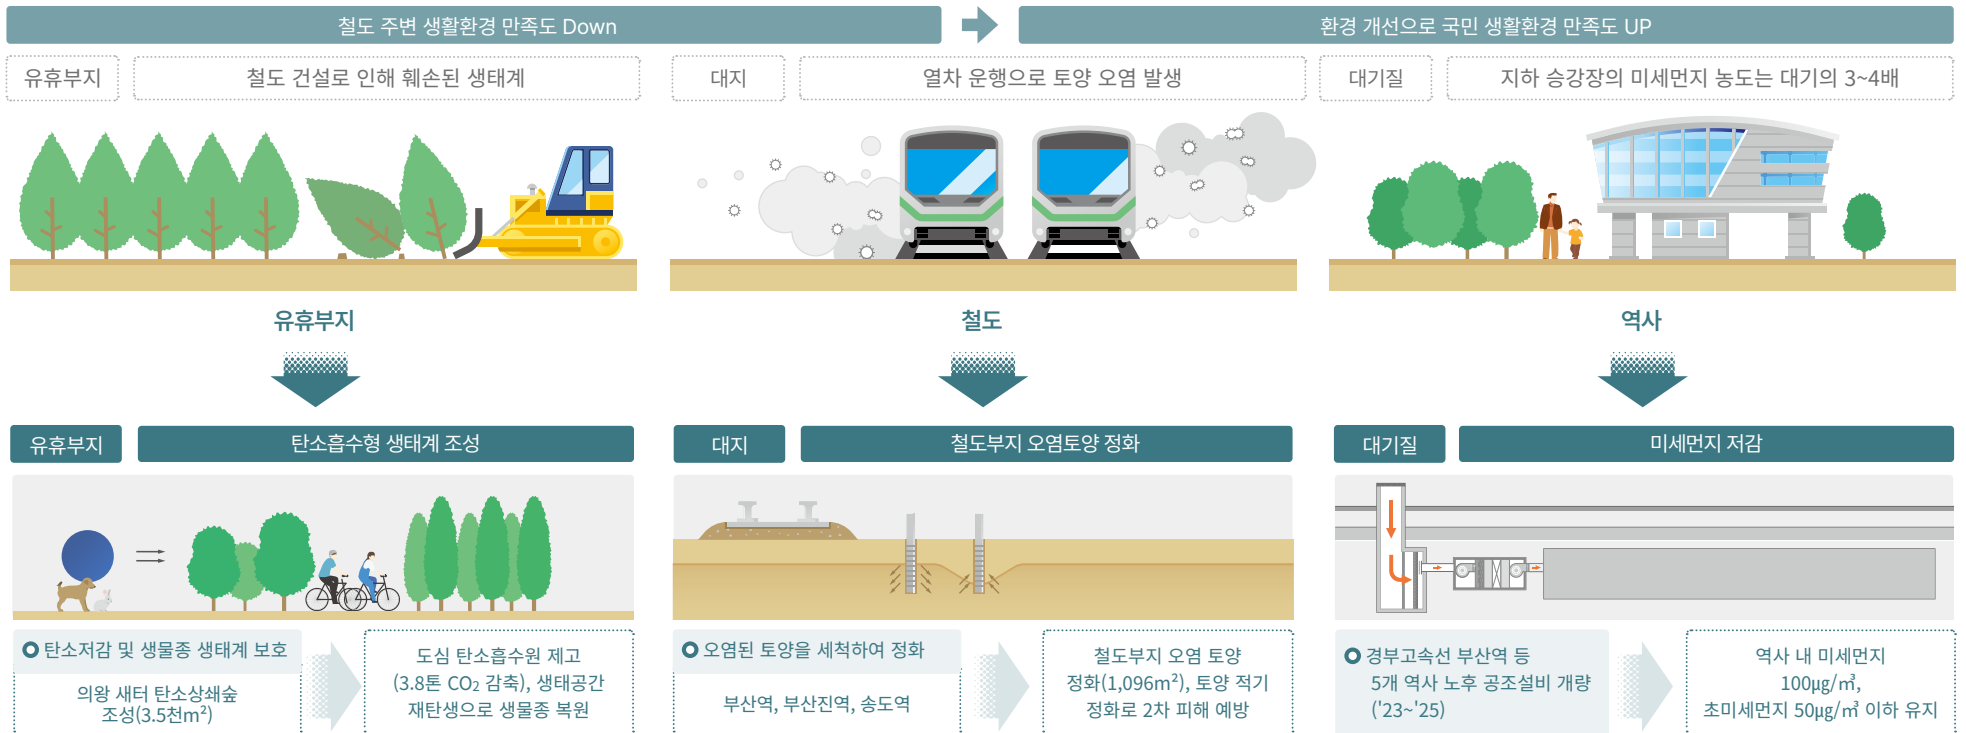 철도 주변 생활환경 만족도 Down
환경 개선으로 국민 생활환경 만족도 UP
유휴부지
철도 건설로 인해 훼손된 생태계
대지
열차 운행으로 토양 오염 발생
대기질
지하 승강장의 미세먼지 농도는 대기의 3~4배
유휴부지
철도
역사
유휴부지
탄소흡수형 생태계 조성
대지
철도부지 오염토양 정화
대기질
미세먼지 저감
탄소저감 및 생물종 생태계 보호
의왕 새터 탄소상쇄숲
조성(3.5천m²)
도심 탄소흡수원 제고
(3.8톤 CO₂ 감축), 생태공간
재탄생으로 생물종 복원
오염된 토양을 세척하여 정화
부산역, 부산진역, 송도역
철도부지 오염 토양
정화(1,096m²), 토양 적기
정화로 2차 피해 예방
경부고속선 부산역 등
5개 역사 노후 공조설비 개량
('23~'25)
역사 내 미세먼지
100㎍/㎥,
초미세먼지 50㎍/㎥ 이하 유지